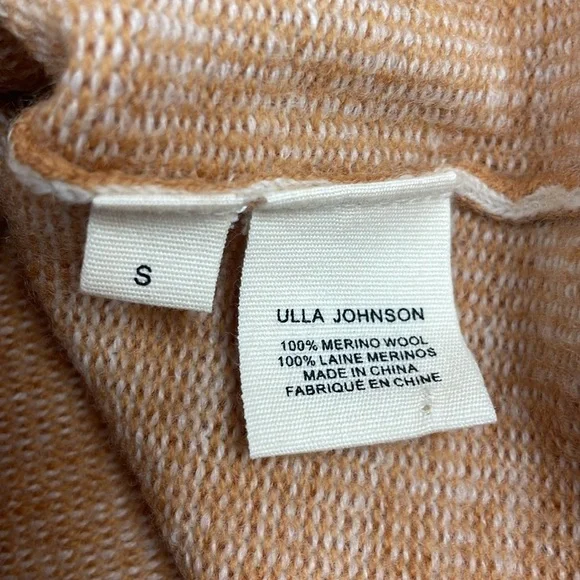 S
ULLA JOHNSON
100% MERINO WOOL
100% LAINE MERINOS
MADE IN CHINA
FABRIQUÉ EN CHINE